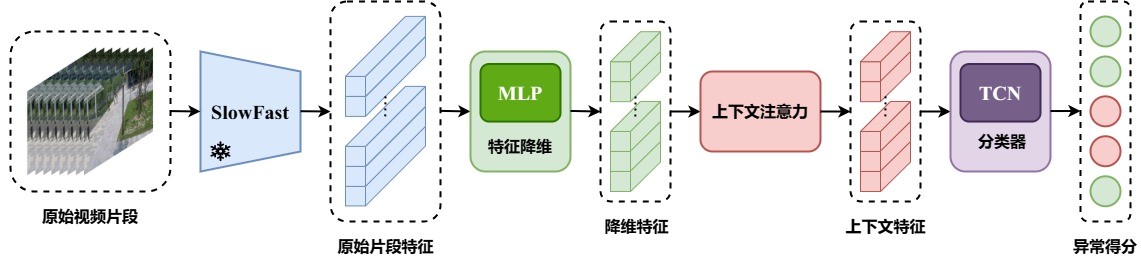 原始视频片段
SlowFast
原始片段特征
MLP
特征降维
降维特征
上下文注意力
上下文特征
TCN
分类器
异常得分